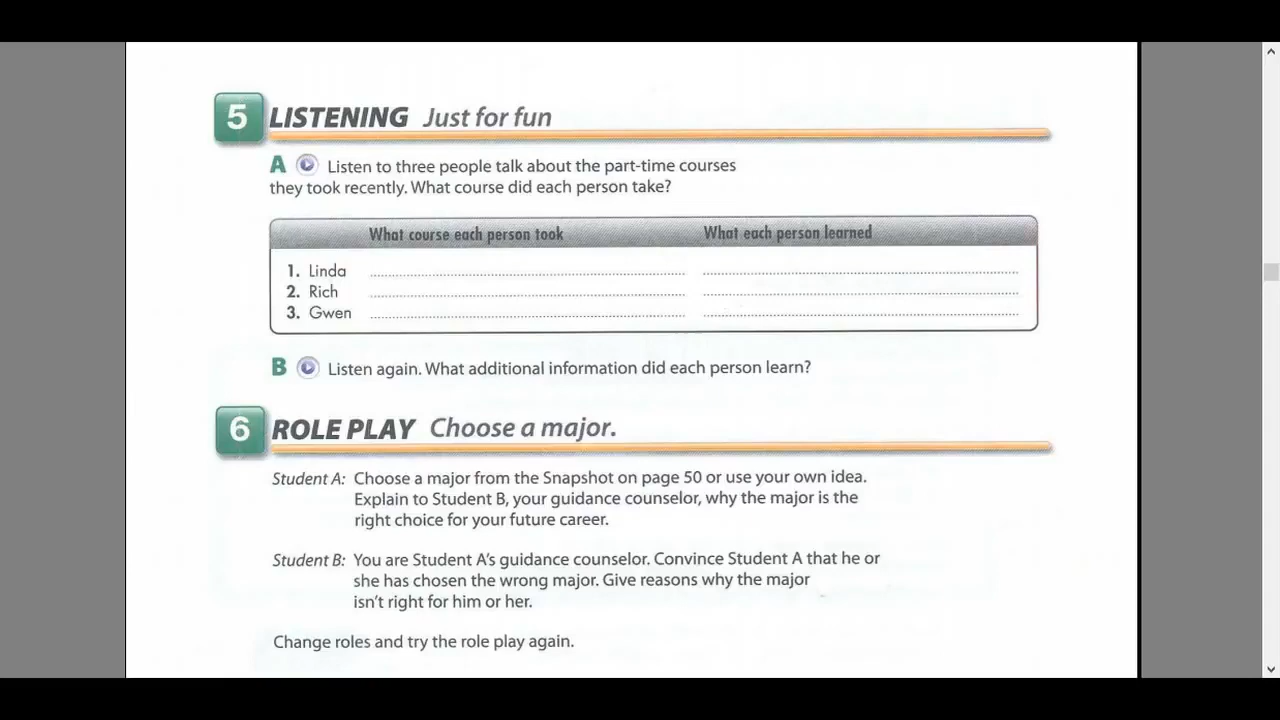 5 LISTENING Just for fun
A Listen to three people talk about the part-time courses
they took recently. What course did each person take?
What course each person took What each person learned
1. Linda
2. Rich
3. Gwen
B Listen again. What additional information did each person learn?
6 ROLE PLAY Choose a major.
Student A: Choose a major from the Snapshot on page 50 or use your own idea.
Explain to Student B, your guidance counselor, why the major is the
right choice for your future career.
Student B: You are Student A's guidance counselor. Convince Student A that he or
she has chosen the wrong major. Give reasons why the major
isn't right for him or her.
Change roles and try the role play again.